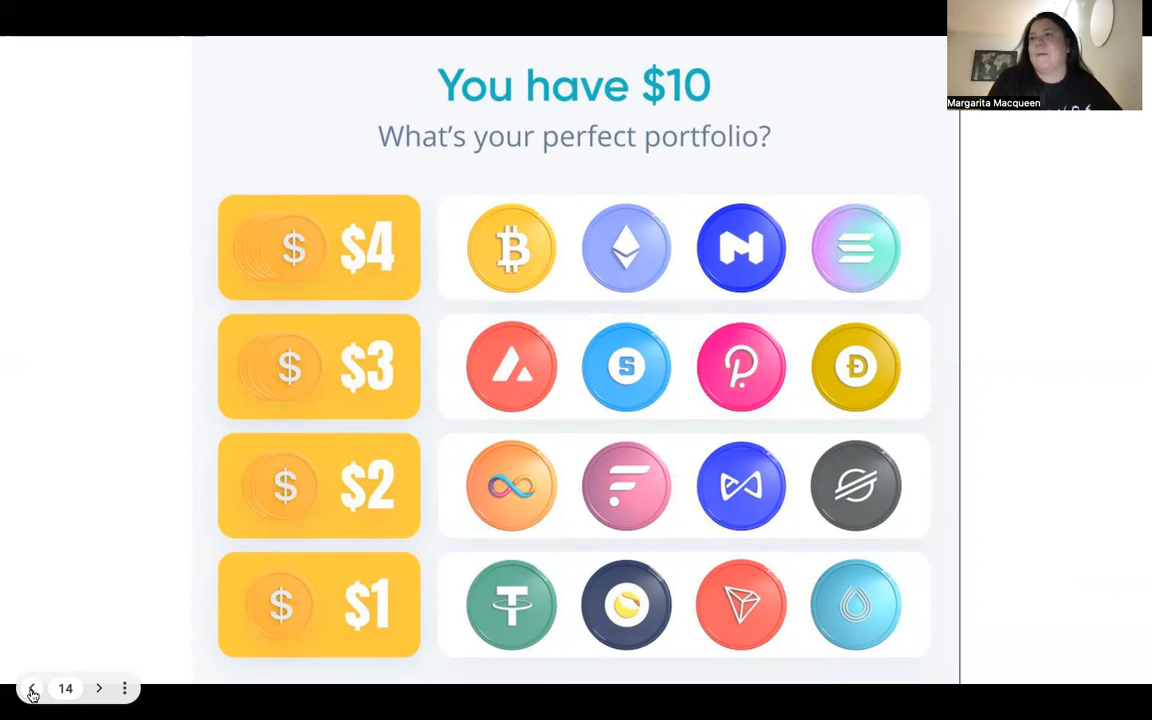 You have $10
What's your perfect portfolio?
Margarita Macqueen
$ $4
$ $3
$ $2
$ $1
14